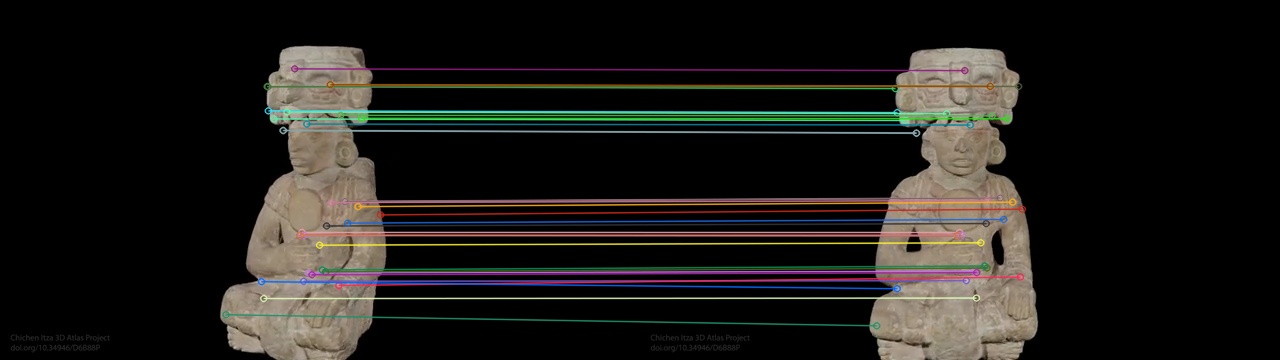 Chichen Itza 3D Atlas Project
doi.org/10.34946/D6B88P
Chichen Itza 3D Atlas Project
doi.org/10.34946/D6B88P